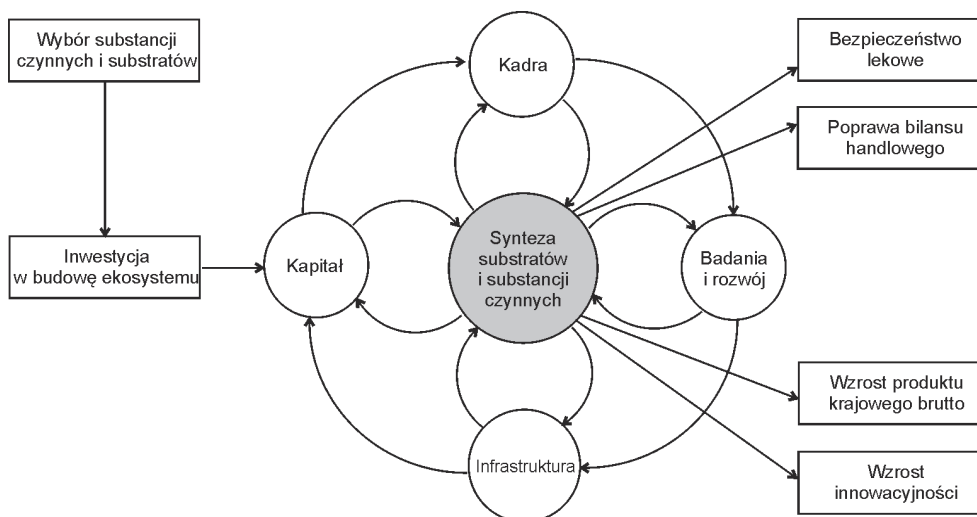 Wybór substancji
czynnych i substratów
Inwestycja
w budowę ekosystemu
Kadra
Kapitał
Synteza
substratów
i substancji
czynnych
Badania
i rozwój
Infrastruktura
Bezpieczeństwo
lekowe
Poprawa bilansu
handlowego
Wzrost produktu
krajowego brutto
Wzrost
innowacyjności